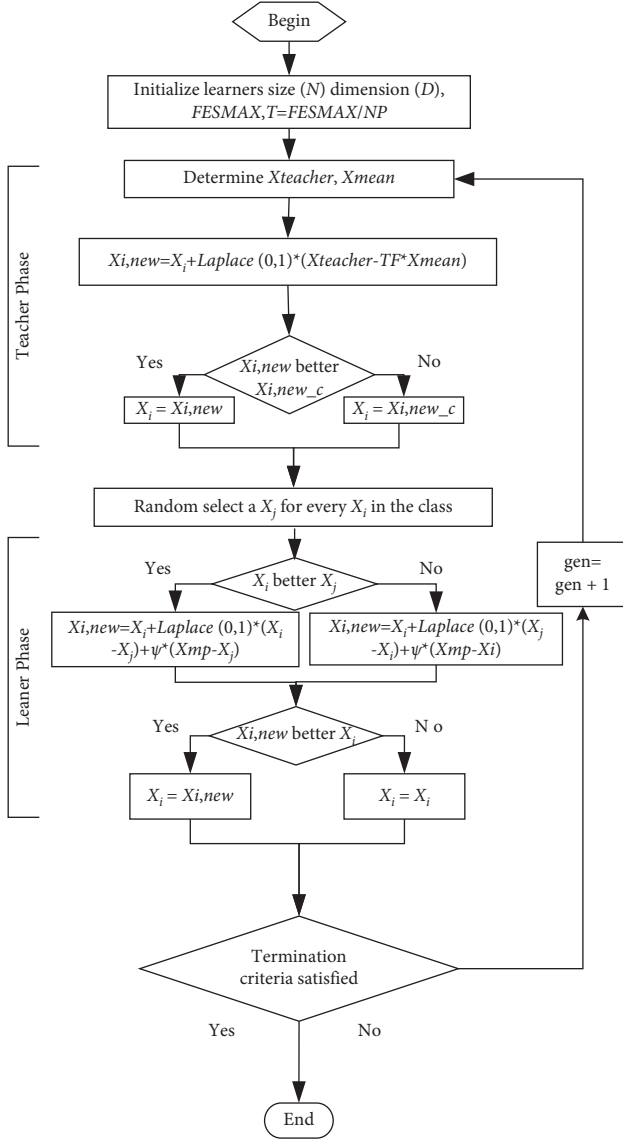 Begin
Initialize learners size (N) dimension (D),
FESMAX,T=FESMAX/NP
Determine Xteacher, Xmean
Xi,new=Xi+Laplace (0,1)*(Xteacher-TF*Xmean)
Teacher Phase
Yes
Xi,new better
Xi,new_c
No
Xi = Xi,new
Xi = Xi,new_c
Random select a Xj for every Xi in the class
Leaner Phase
Yes
Xi better Xj
No
gen=
gen + 1
Xi,new=Xi+Laplace (0,1)*(Xi
-Xj)+ψ*(Xmp-Xj)
Xi,new=Xi+Laplace (0,1)*(Xj
-Xi)+ψ*(Xmp-Xi)
Yes
Xi,new better Xi
N o
Xi = Xi,new
Xi = Xi
Termination
criteria satisfied
Yes
No
End